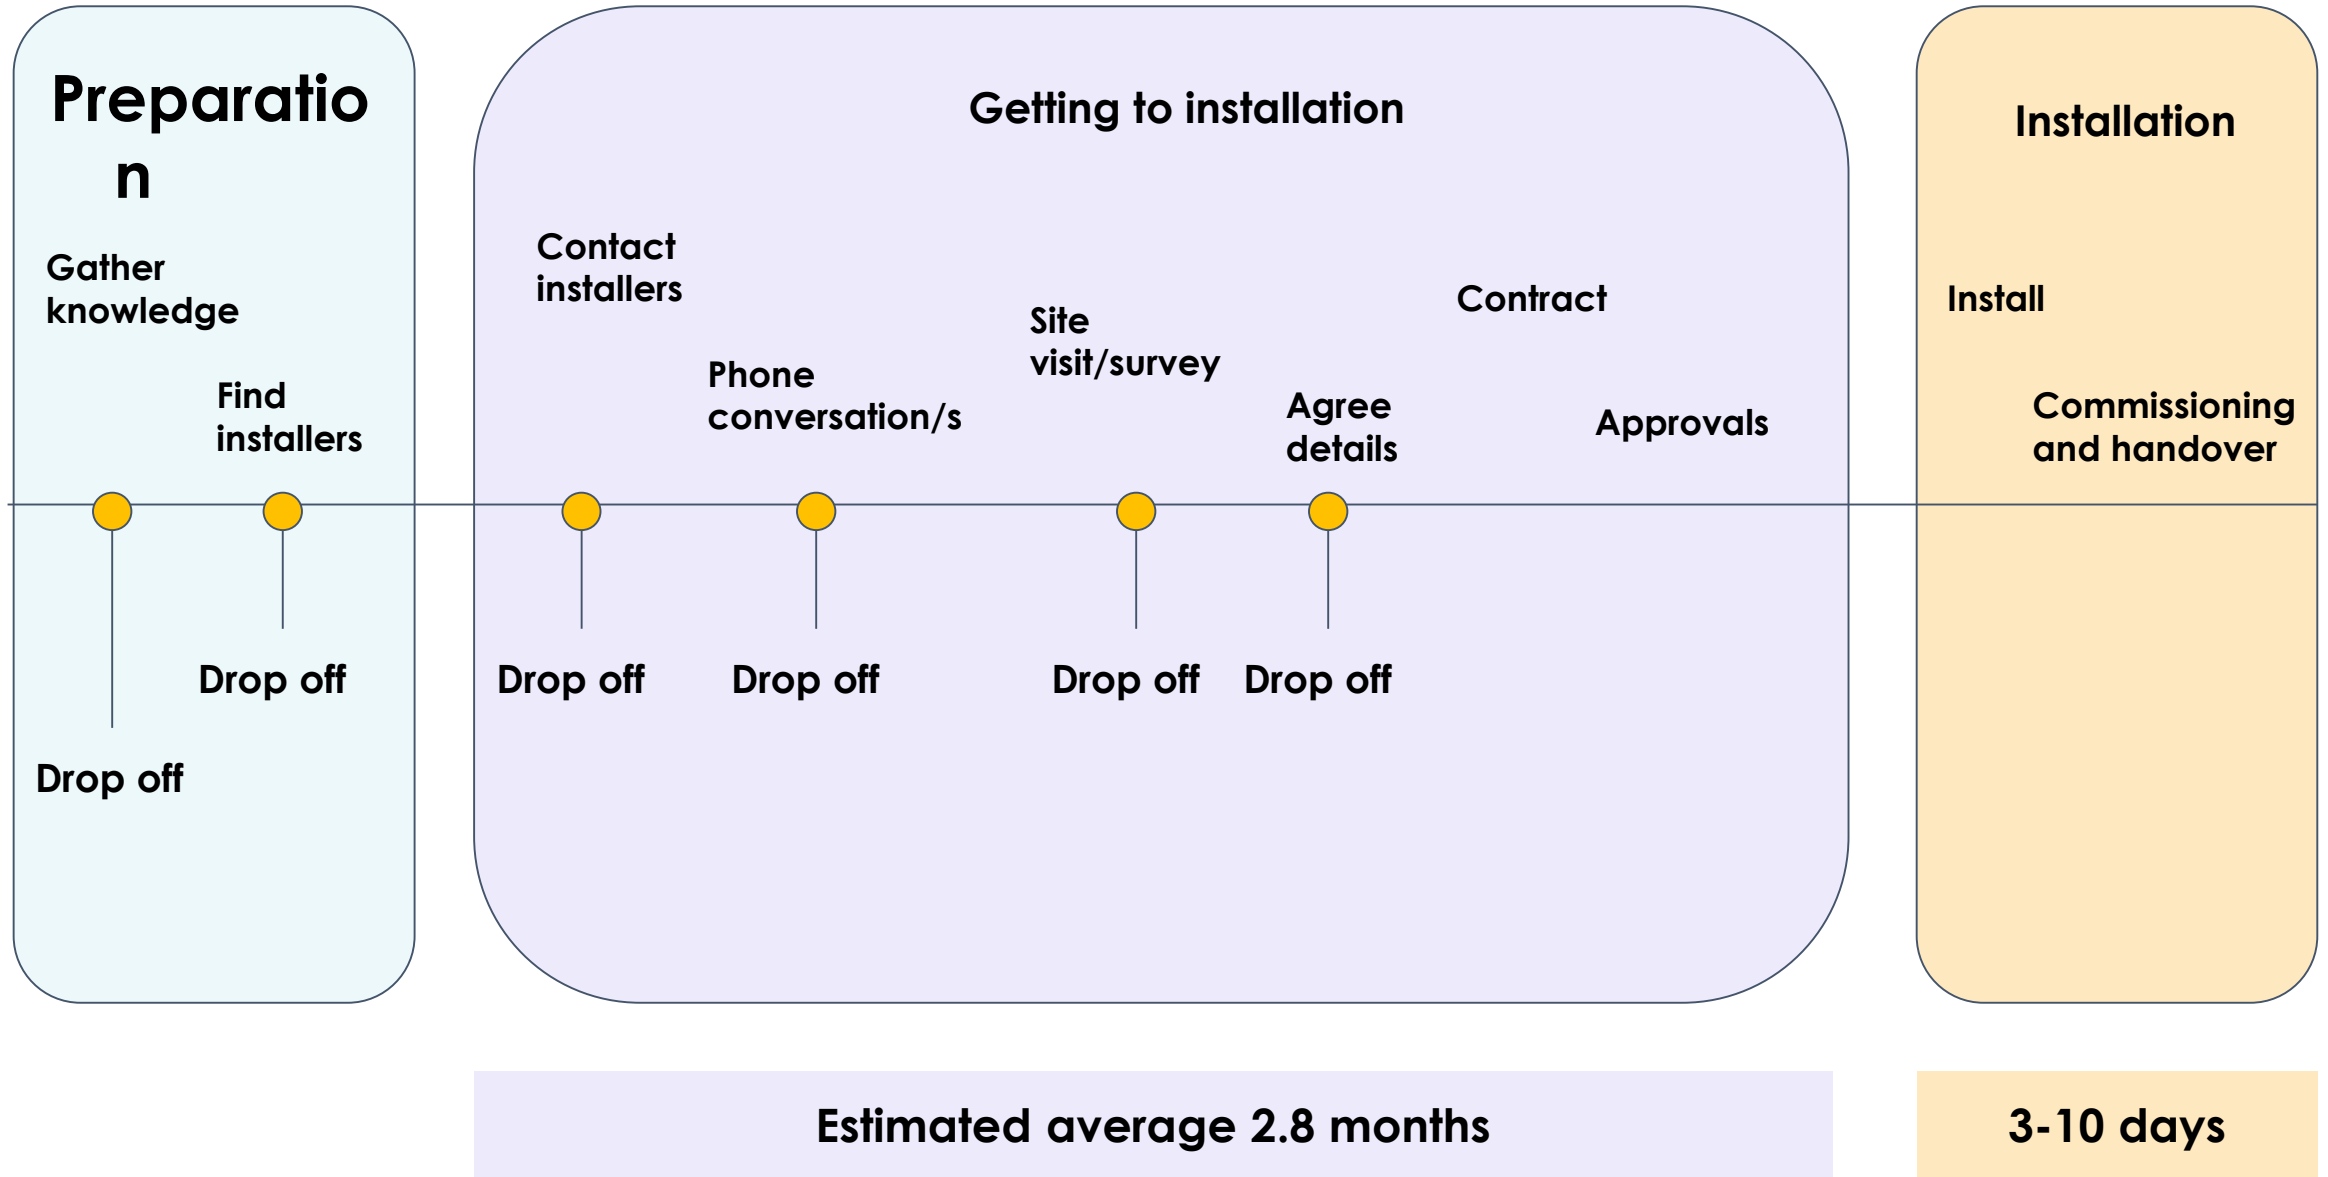 Preparatio
n
Gather
knowledge
Find
installers
Drop off
Drop off
Getting to installation
Contact
installers
Phone
conversation/s
Site
visit/survey
Agree
details
Contract
Approvals
Drop off
Drop off
Drop off
Drop off
Installation
Install
Commissioning
and handover
Estimated average 2.8 months
3-10 days